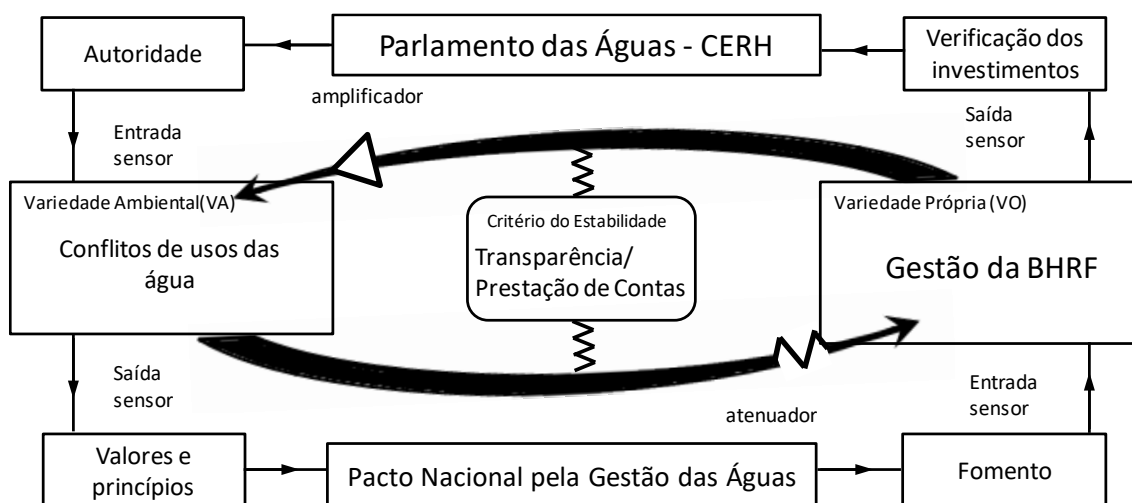 Autoridade
Parlamento das Águas - CERH
Verificação dos
investimentos
amplificador
Entrada
sensor
Saída
sensor
Variedade Ambiental(VA)
Conflitos de usos das
água
Critério do Estabilidade
Transparência/
Prestação de Contas
Variedade Própria (VO)
Gestão da BHRF
Saída
sensor
atenuador
Entrada
sensor
Valores e
princípios
Pacto Nacional pela Gestão das Águas
Fomento